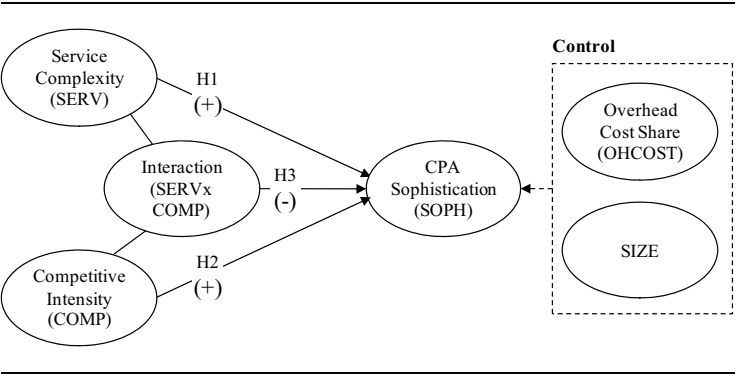 Service
Complexity
(SERV)
H1
(+)
Interaction
(SERVx
COMP)
H3
(-)
Competitive
Intensity
(COMP)
H2
(+)
CPA
Sophistication
(SOPH)
Control
Overhead
Cost Share
(OHCOST)
SIZE